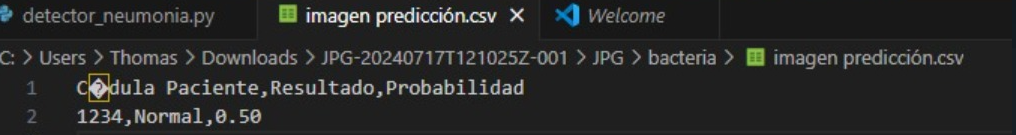 detector_neumonia.py imagen predicción.csv Welcome
C: > Users > Thomas > Downloads > JPG-20240717T121025Z-001 > JPG > bacteria > imagen predicción.csv
1 C�dula Paciente,Resultado,Probabilidad
2 1234,Normal,0.50